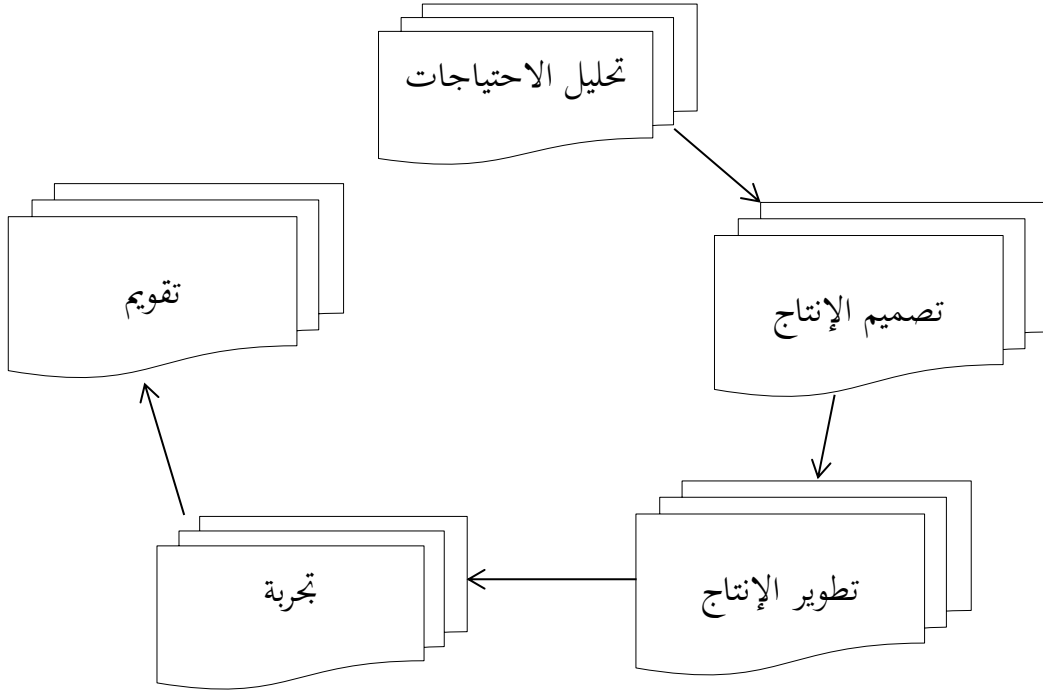 تحليل الاحتياجات
تصميم الإنتاج
تطوير الإنتاج
تجربة
تقويم